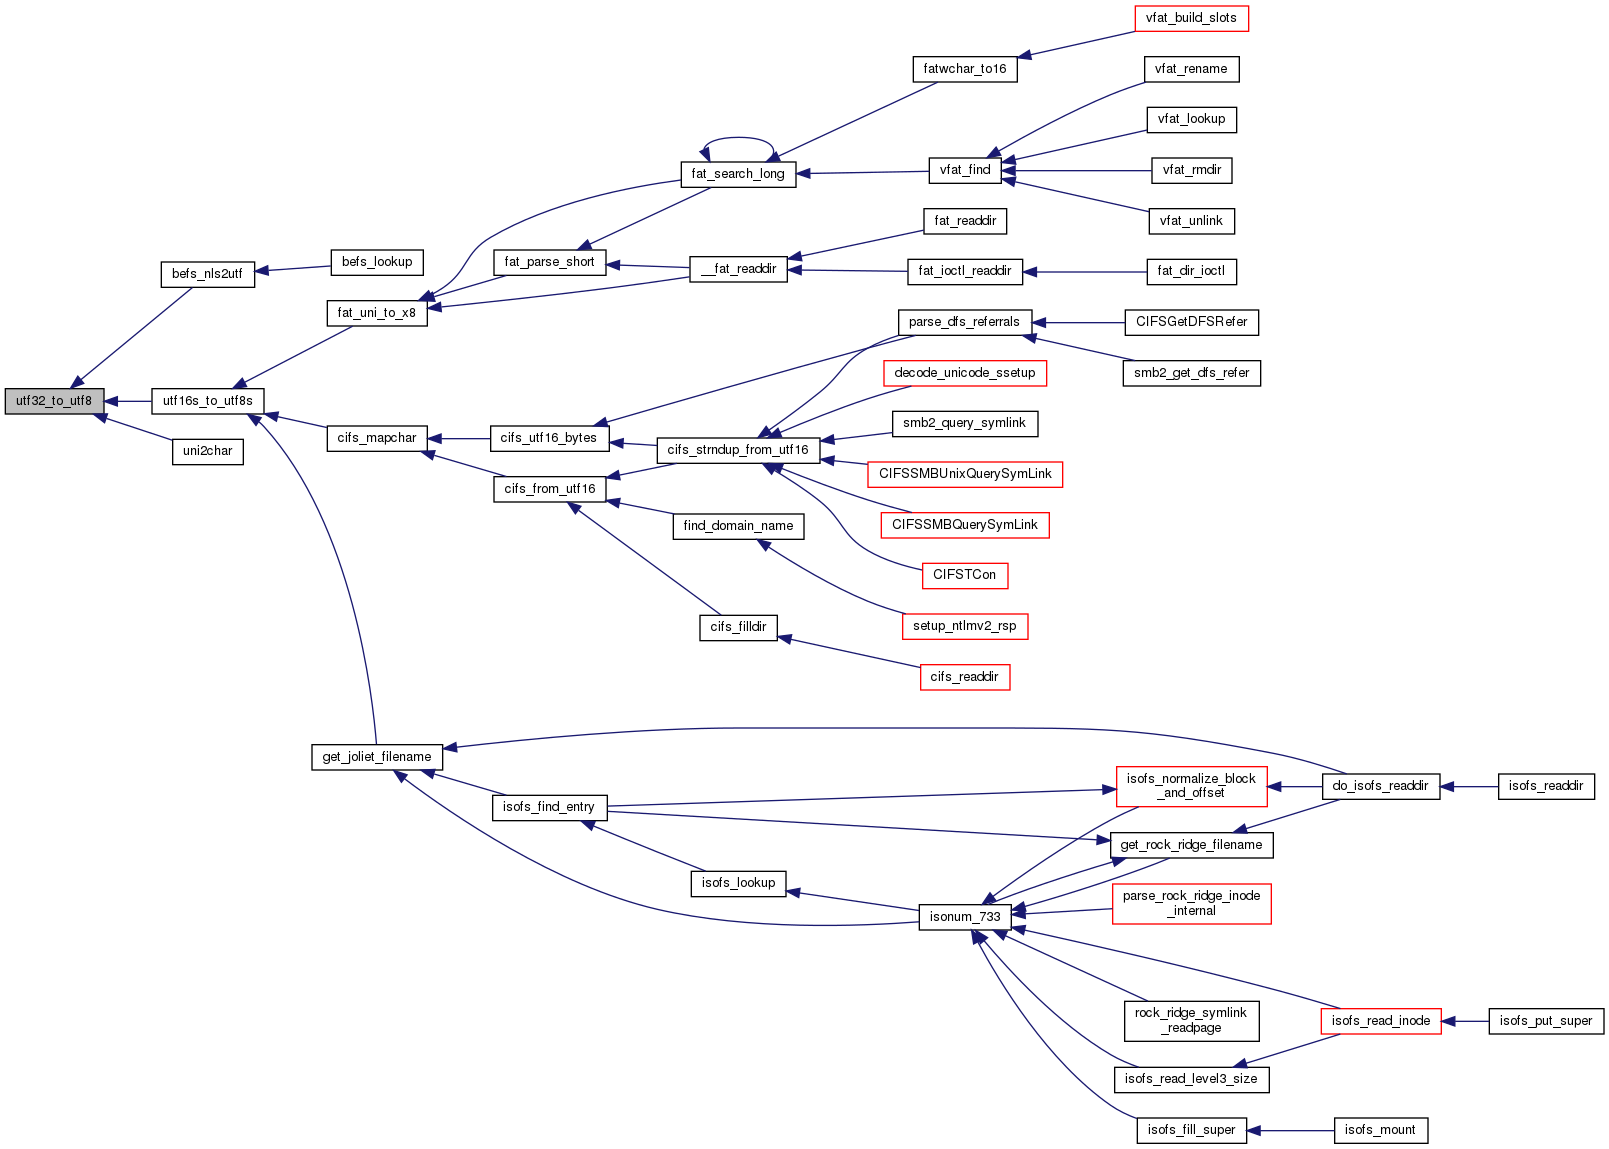 vfat_build_slots
fatwchar_to16
vfat_rename
vfat_lookup
fat_search_long
vfat_find
vfat_rmdir
vfat_unlink
fat_readdir
befs_nls2utf
befs_lookup
fat_parse_short
__fat_readdir
fat_ioctl_readdir
fat_dir_ioctl
fat_uni_to_x8
parse_dfs_referrals
CIFSGetDFSRefer
decode_unicode_ssetup
smb2_get_dfs_refer
utf32_to_utf8
utf16s_to_utf8s
uni2char
cifs_mapchar
cifs_utf16_bytes
cifs_strndup_from_utf16
smb2_query_symlink
CIFSSMBUnixQuerySymLink
cifs_from_utf16
find_domain_name
CIFSSMBQuerySymLink
CIFSTCon
cifs_filldir
setup_ntlmv2_rsp
cifs_readdir
get_joliet_filename
isofs_find_entry
isofs_normalize_block
_and_offset
do_isofs_readdir
isofs_readdir
get_rock_ridge_filename
isofs_lookup
isonum_733
parse_rock_ridge_inode
_internal
rock_ridge_symlink
_readpage
isofs_read_inode
isofs_put_super
isofs_read_level3_size
isofs_fill_super
isofs_mount